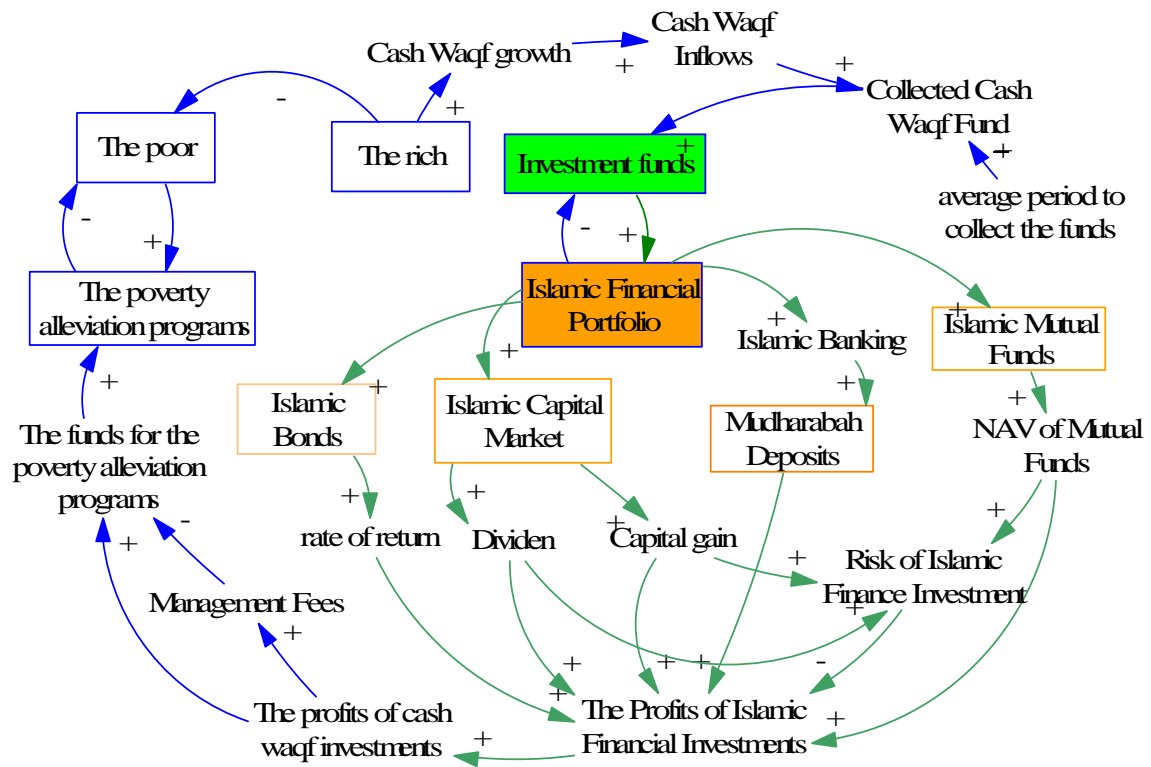 Cash Waqf
Inflows
Cash Waqf growth
+
+
-
+
Collected Cash
Waqf Fund
The poor
The rich
Investment funds
+
+
-
average period to
collect the funds
-
+
-
+
The poverty
alleviation programs
Islamic Financial
Portfolio
+
Islamic Banking
+
Islamic Mutual
Funds
+
+
+
+
+
Islamic
Bonds
Islamic Capital
Market
Mudharabah
Deposits
NAV of Mutual
Funds
The funds for the
poverty alleviation
programs
+
+
+
+
-
+
rate of return
Dividen
Capital gain
+
Risk of Islamic
Finance Investment
+
Management Fees
+
+
+
+
+
-
+
The profits of cash
waqf investments
The Profits of Islamic
Financial Investments
+